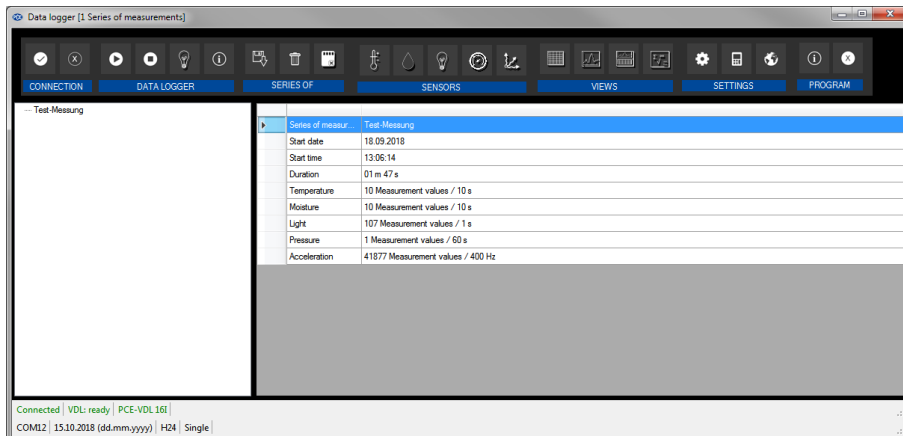 Data logger [1 Series of measurements]
CONNECTION DATA LOGGER SERIES OF SENSORS VIEWS SETTINGS PROGRAM
Test-Messung
Series of measur... Test-Messung
Start date 18.09.2018
Start time 13:06:14
Duration 01 m 47 s
Temperature 10 Measurement values / 10 s
Moisture 10 Measurement values / 10 s
Light 107 Measurement values / 1 s
Pressure 1 Measurement values / 60 s
Acceleration 41877 Measurement values / 400 Hz
Connected VDL: ready PCE-VDL 16I
COM12 15.10.2018 (dd.mm.yyyy) H24 Single